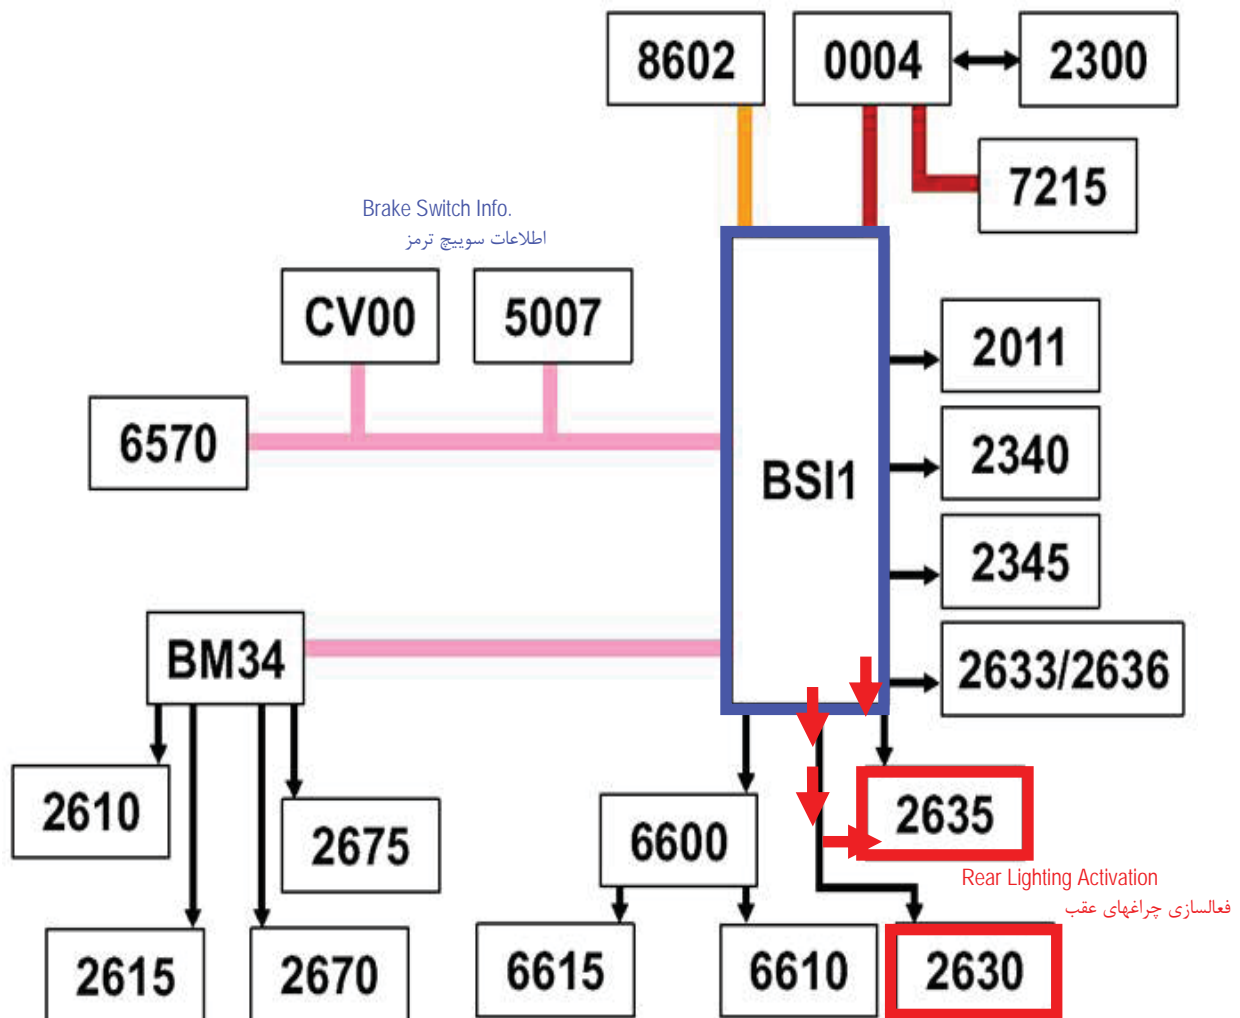 8602
0004
2300
7215
Brake Switch Info.
اطلاعات سوییچ ترمز
CV00
5007
2011
6570
2340
BSI1
2345
BM34
2633/2636
2610
2675
6600
2635
Rear Lighting Activation
فعالسازی چراغهای عقب
2615
2670
6615
6610
2630